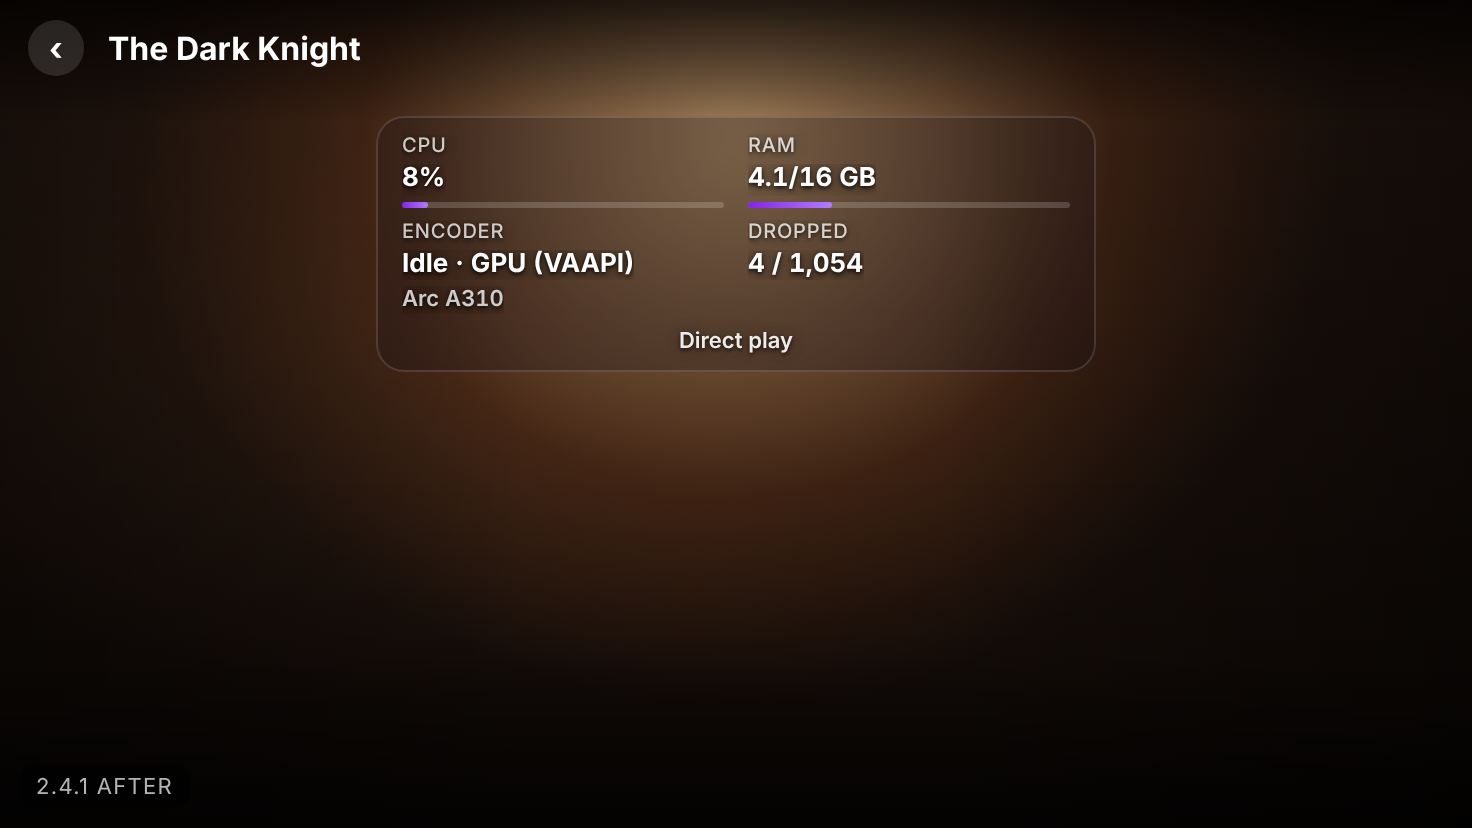 ‹ The Dark Knight
CPU
8%
RAM
4.1/16 GB
ENCODER
Idle · GPU (VAAPI)
Arc A310
DROPPED
4 / 1,054
Direct play
2.4.1 AFTER